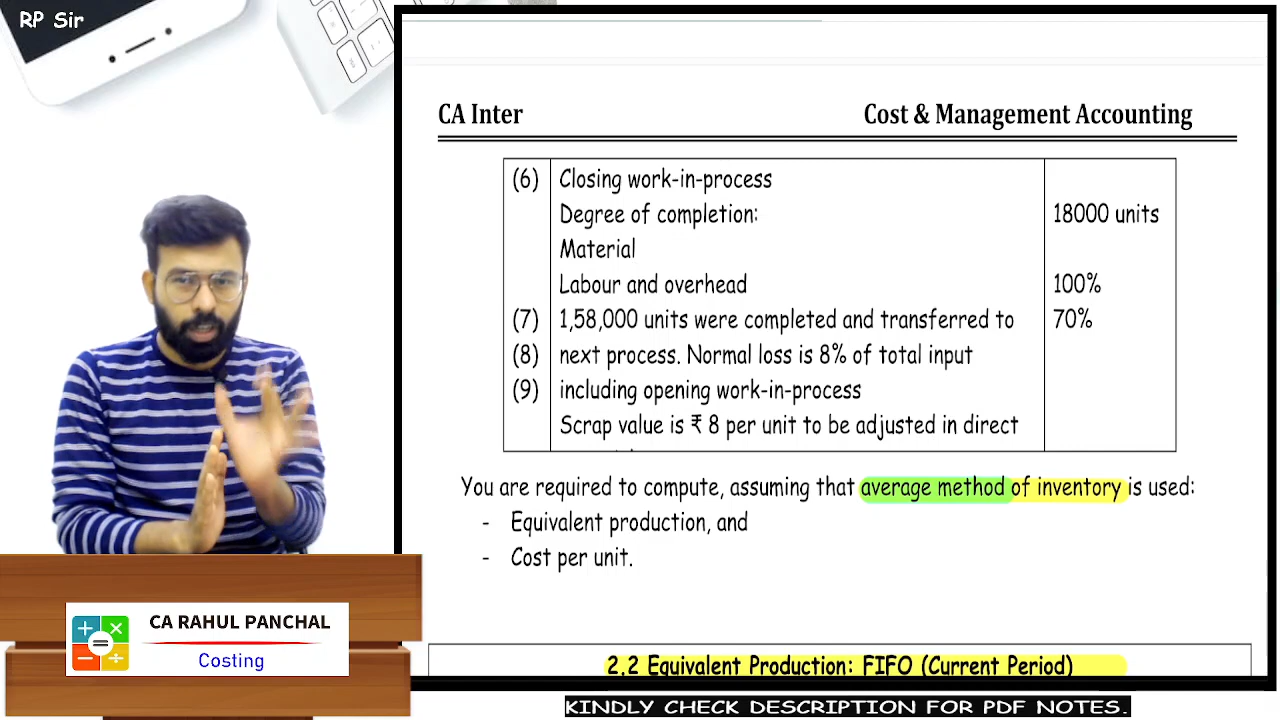 RP Sir
CA Inter
Cost & Management Accounting
(6) Closing work-in-process
Degree of completion: 18000 units
Material
Labour and overhead 100%
(7) 1,58,000 units were completed and transferred to 70%
(8) next process. Normal loss is 8% of total input
(9) including opening work-in-process
Scrap value is ₹ 8 per unit to be adjusted in direct
You are required to compute, assuming that average method of inventory is used:
- Equivalent production, and
- Cost per unit.
2.2 Equivalent Production: FIFO (Current Period)
CA RAHUL PANCHAL
Costing
KINDLY CHECK DESCRIPTION FOR PDF NOTES.